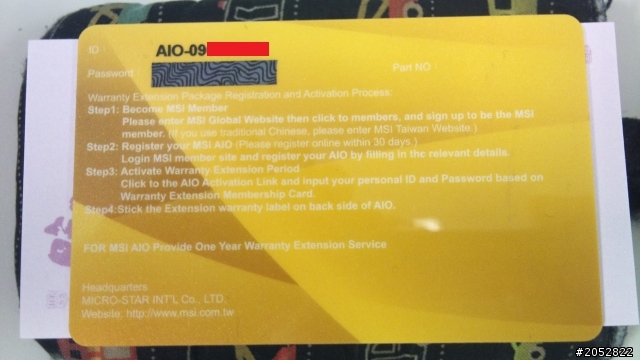 ID AIO-09
Password Part NO
Warranty Extension Package Registration and Activation Process:
Step1: Become MSI Member
Please enter MSI Global Website then click to members, and sign up to be the MSI
member. (If you use traditional Chinese, please enter MSI Taiwan Website.)
Step2: Register your MSI AIO (Please register online within 30 days.)
Login MSI member site and register your AIO by filling in the relevant details.
Step3: Activate Warranty Extension Period
Click to the AIO Activation Link and input your personal ID and Password based on
Warranty Extension Membership Card.
Step4:Stick the Extension warranty label on back side of AIO.
FOR MSI AIO Provide One Year Warranty Extension Service
Headquarters
MICRO-STAR INT'L Co., LTD.
Website: http://www.msi.com.tw
#2052822